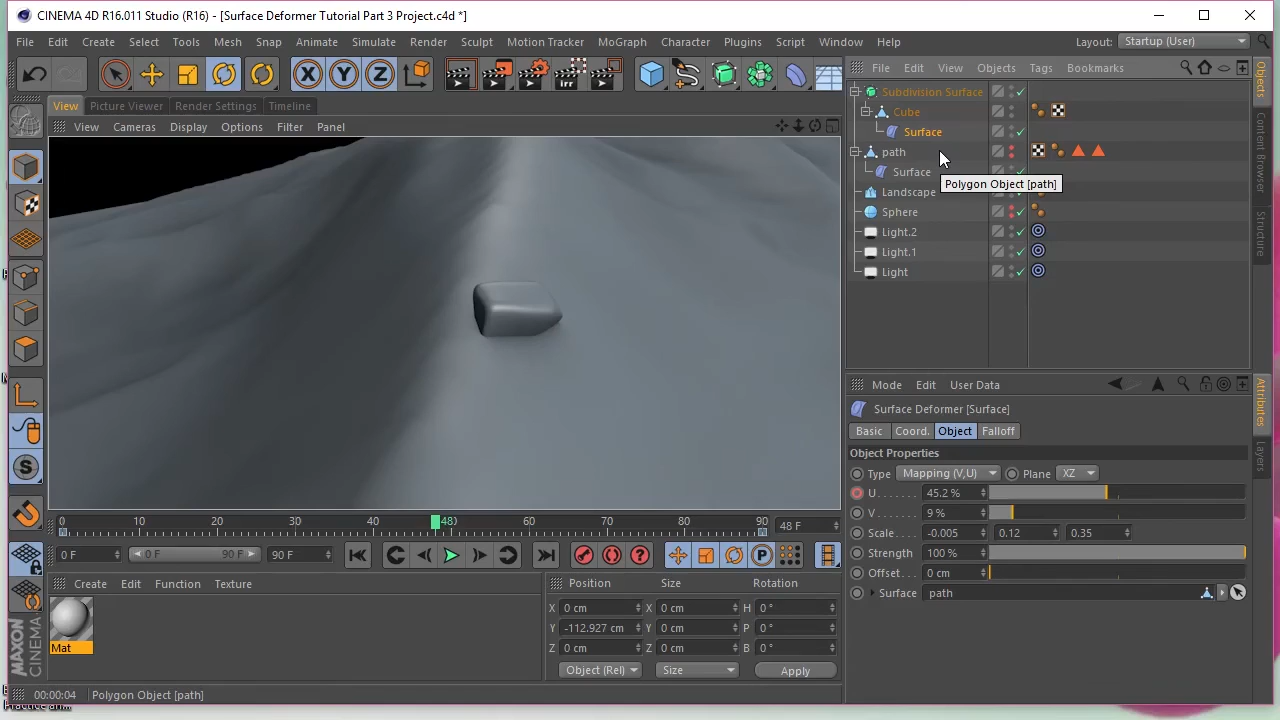 CINEMA 4D R16.011 Studio (R16) - [Surface Deformer Tutorial Part 3 Project.c4d *]
File Edit Create Select Tools Mesh Snap Animate Simulate Render Sculpt Motion Tracker MoGraph Character Plugins Script Window Help Layout: Startup (User)
File Edit View Objects Tags Bookmarks
X Y Z
View Picture Viewer Render Settings Timeline
View Cameras Display Options Filter Panel
Subdivision Surface
Cube
Surface
path
Surface
Polygon Object [path]
Landscape
Sphere
Light.2
Light.1
Light
Objects
Content Browser
Structure
Mode Edit User Data
Surface Deformer [Surface]
Basic Coord. Object Falloff
Object Properties
Type Mapping (V,U) Plane XZ
U 45.2 %
V 9 %
Scale -0.005 0.12 0.35
Strength 100 %
Offset 0 cm
Surface path
Attributes
Layers
0 10 20 30 40 48 60 70 80 90 48 F
0 F 0 F 90 F 90 F
Create Edit Function Texture
Mat
Position Size Rotation
X 0 cm X 0 cm H 0 °
Y -112.927 cm Y 0 cm P 0 °
Z 0 cm Z 0 cm B 0 °
Object (Rel) Size Apply
MAXON
CINEMA
00:00:04 Polygon Object [path]